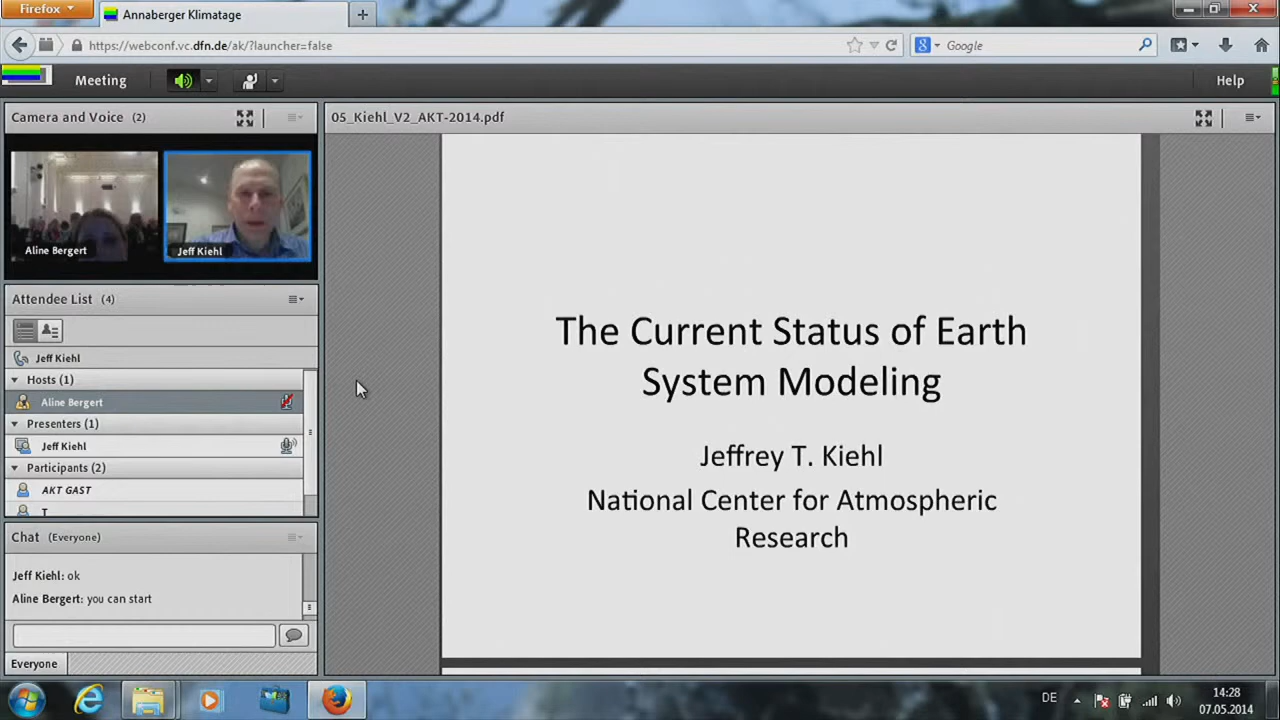 Firefox
Annaberger Klimatage
https://webconf.vc.dfn.de/ak/?launcher=false
Google
Meeting
Help
Camera and Voice (2)
Aline Bergert
Jeff Kiehl
Attendee List (4)
Jeff Kiehl
Hosts (1)
Aline Bergert
Presenters (1)
Jeff Kiehl
Participants (2)
AKT GAST
T
Chat (Everyone)
Jeff Kiehl: ok
Aline Bergert: you can start
Everyone
05_Kiehl_V2_AKT-2014.pdf
The Current Status of Earth
System Modeling
Jeffrey T. Kiehl
National Center for Atmospheric
Research
DE
14:28
07.05.2014